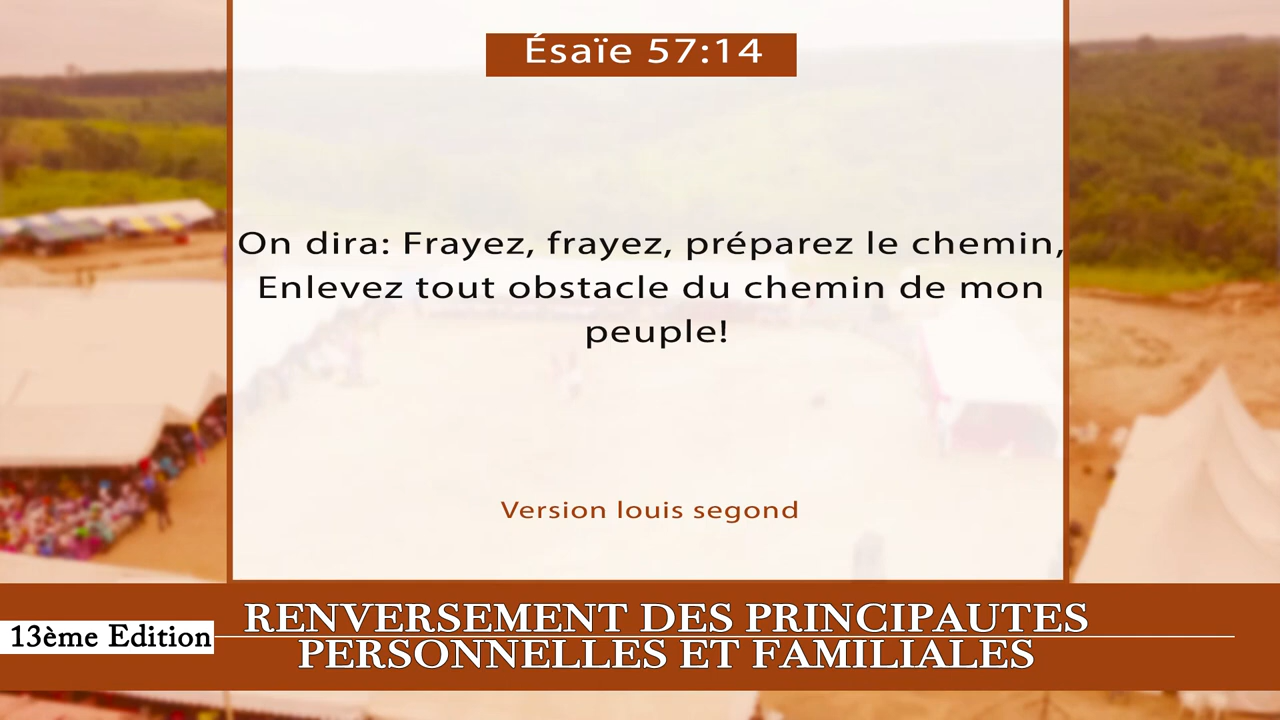 Ésaïe 57:14
On dira: Frayez, frayez, préparez le chemin,
Enlevez tout obstacle du chemin de mon
peuple!
Version louis segond
13ème Edition
RENVERSEMENT DES PRINCIPAUTES
PERSONNELLES ET FAMILIALES